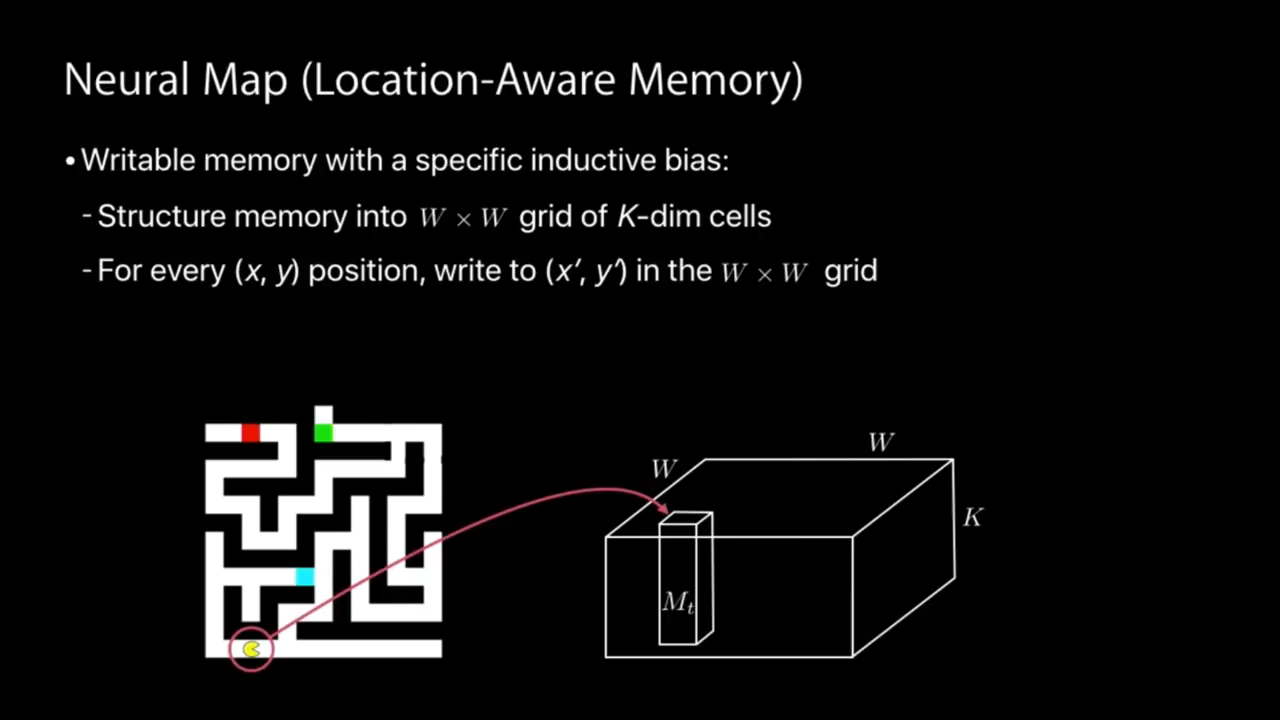 Neural Map (Location-Aware Memory)
• Writable memory with a specific inductive bias:
- Structure memory into W × W grid of K-dim cells
- For every (x, y) position, write to (x′, y′) in the W × W grid
W
W
K
M_t